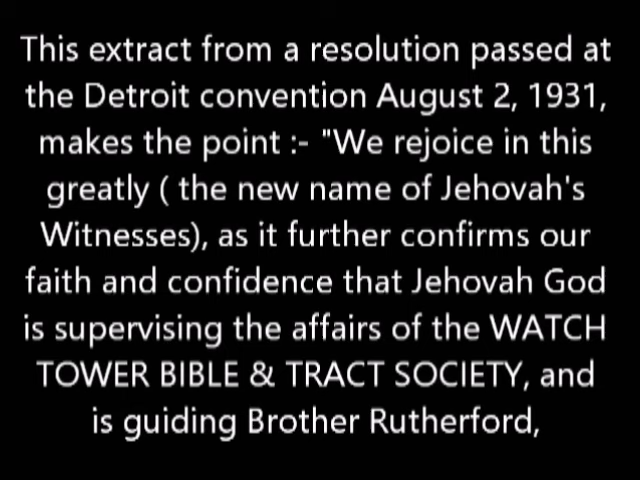 This extract from a resolution passed at
the Detroit convention August 2, 1931,
makes the point :- "We rejoice in this
greatly ( the new name of Jehovah's
Witnesses), as it further confirms our
faith and confidence that Jehovah God
is supervising the affairs of the WATCH
TOWER BIBLE & TRACT SOCIETY, and
is guiding Brother Rutherford,